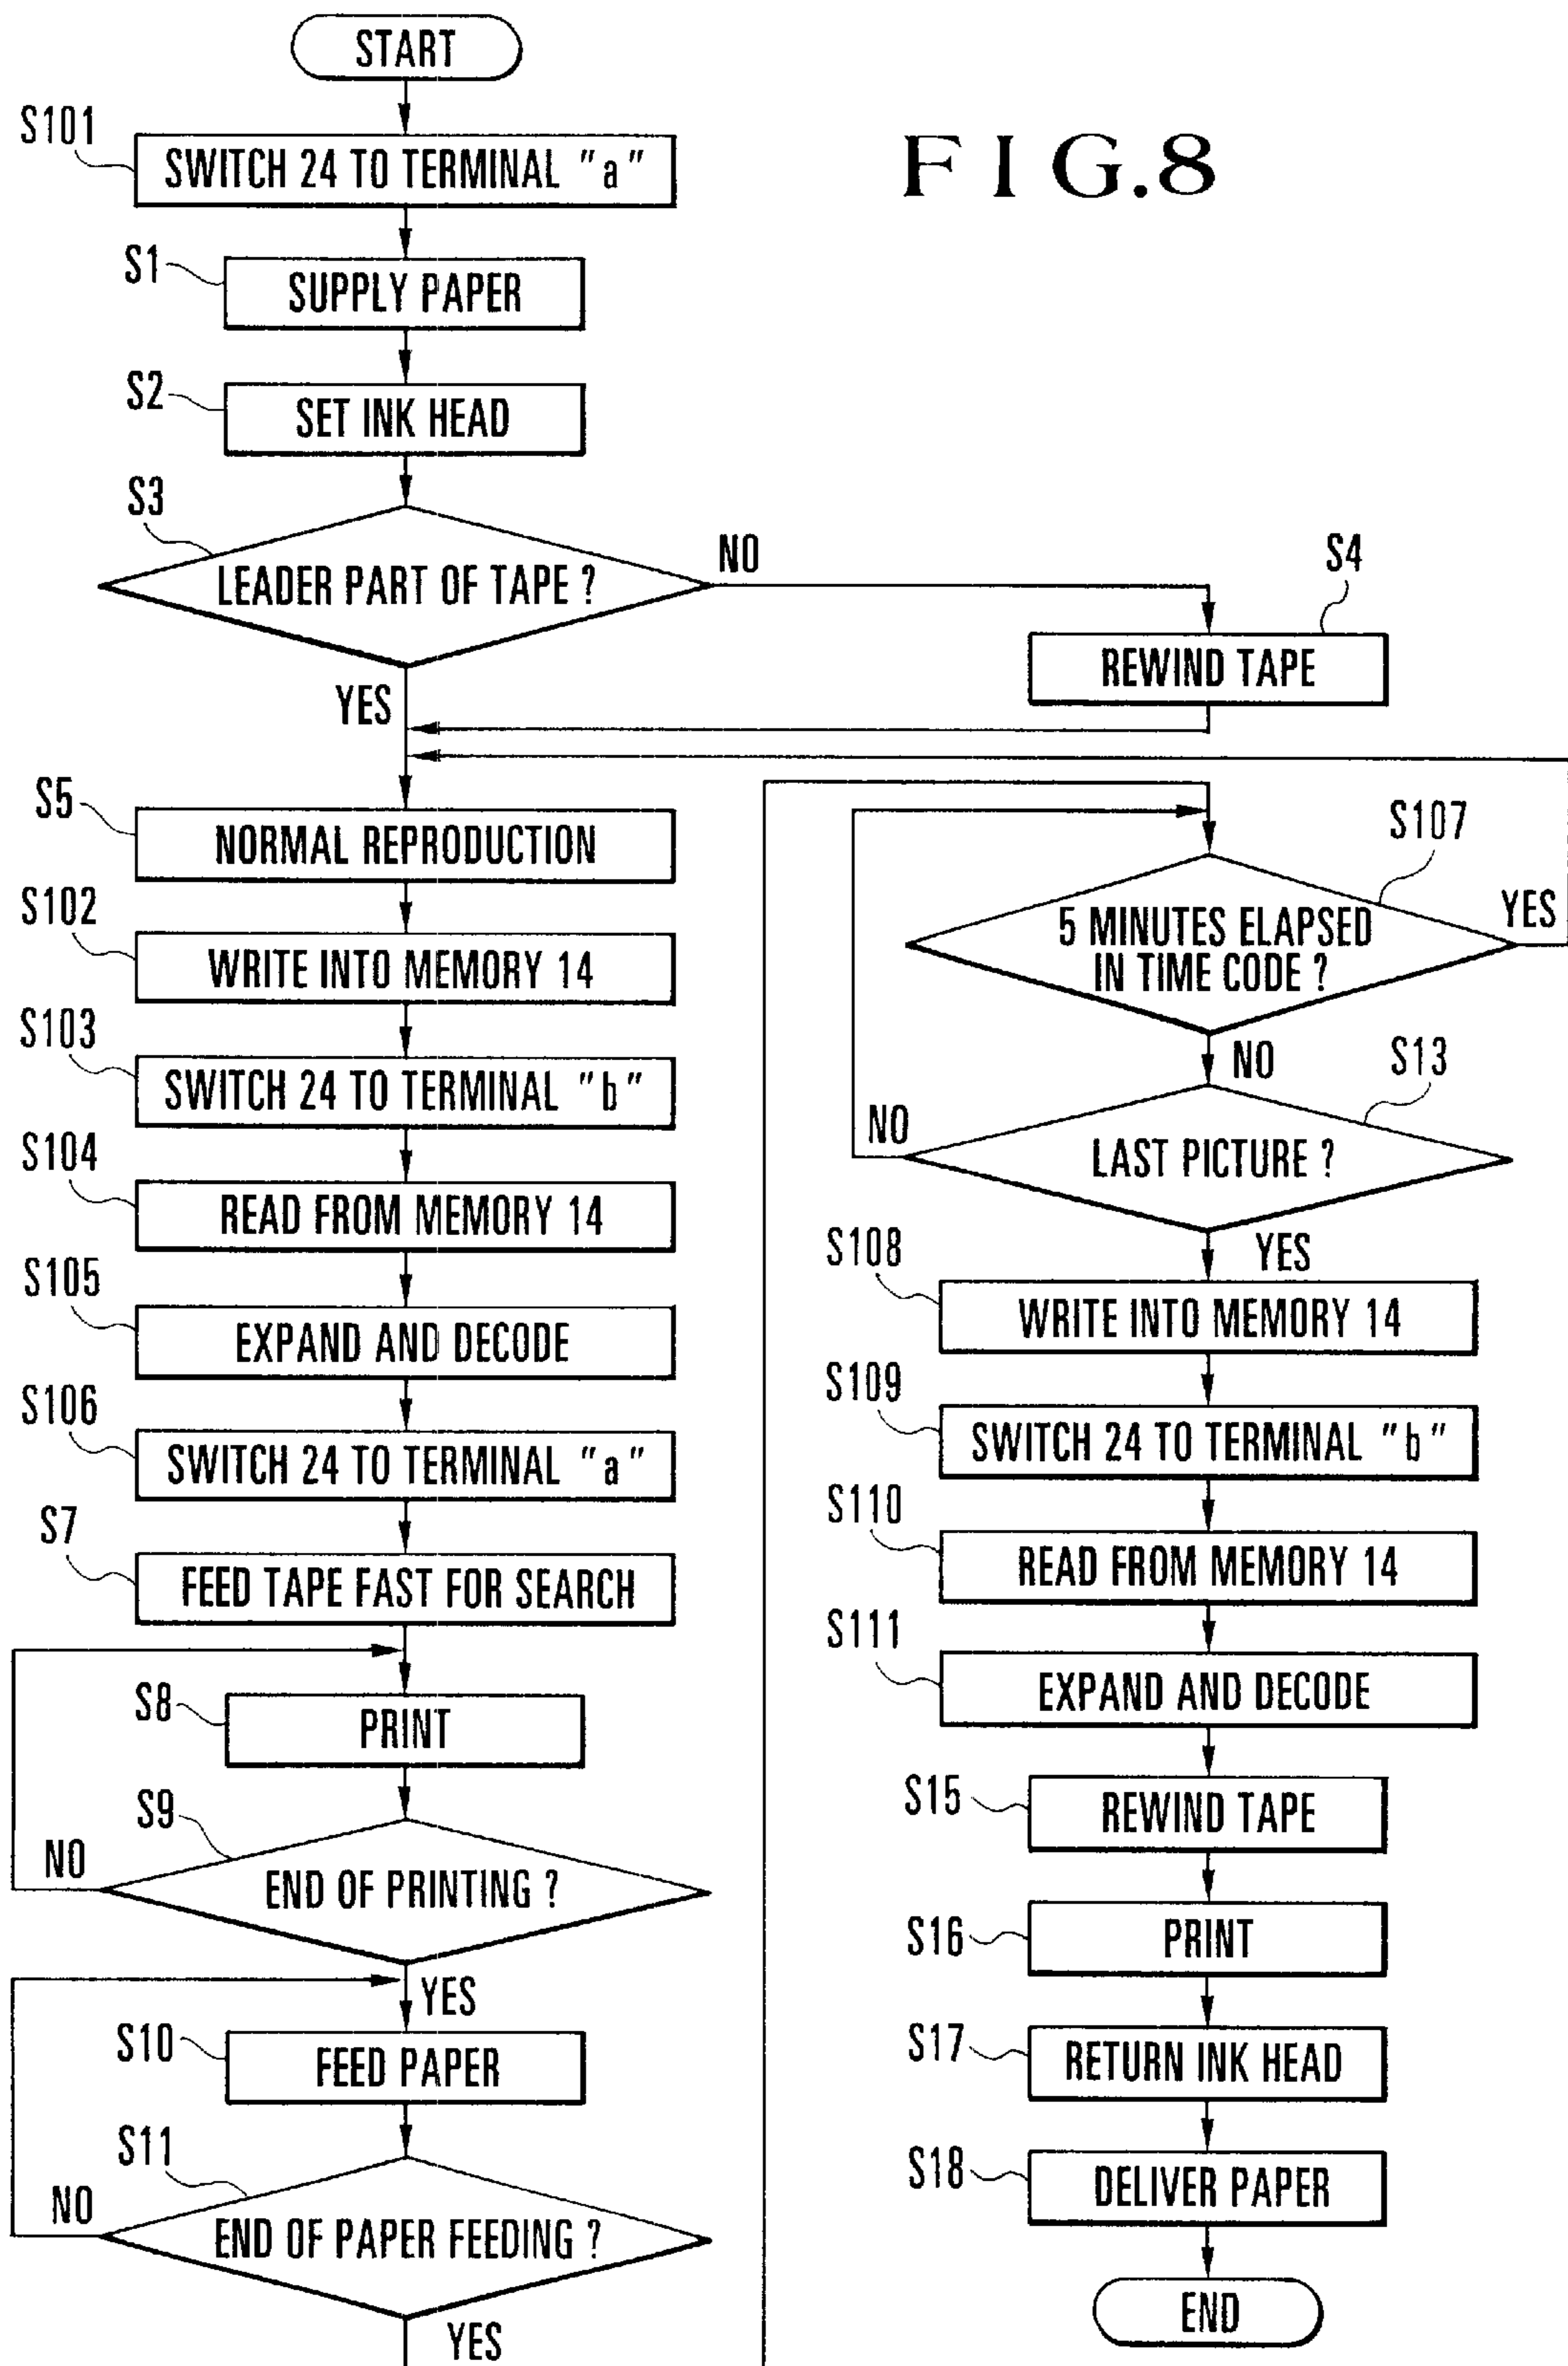 FIG.8
START
S101
SWITCH 24 TO TERMINAL "a"
S1
SUPPLY PAPER
S2
SET INK HEAD
S3
LEADER PART OF TAPE ?
NO
YES
S4
REWIND TAPE
S5
NORMAL REPRODUCTION
S102
WRITE INTO MEMORY 14
S103
SWITCH 24 TO TERMINAL "b"
S104
READ FROM MEMORY 14
S105
EXPAND AND DECODE
S106
SWITCH 24 TO TERMINAL "a"
S7
FEED TAPE FAST FOR SEARCH
S8
PRINT
S9
END OF PRINTING ?
NO
YES
S10
FEED PAPER
S11
END OF PAPER FEEDING ?
NO
YES
S107
5 MINUTES ELAPSED
IN TIME CODE ?
YES
NO
S13
LAST PICTURE ?
NO
YES
S108
WRITE INTO MEMORY 14
S109
SWITCH 24 TO TERMINAL "b"
S110
READ FROM MEMORY 14
S111
EXPAND AND DECODE
S15
REWIND TAPE
S16
PRINT
S17
RETURN INK HEAD
S18
DELIVER PAPER
END